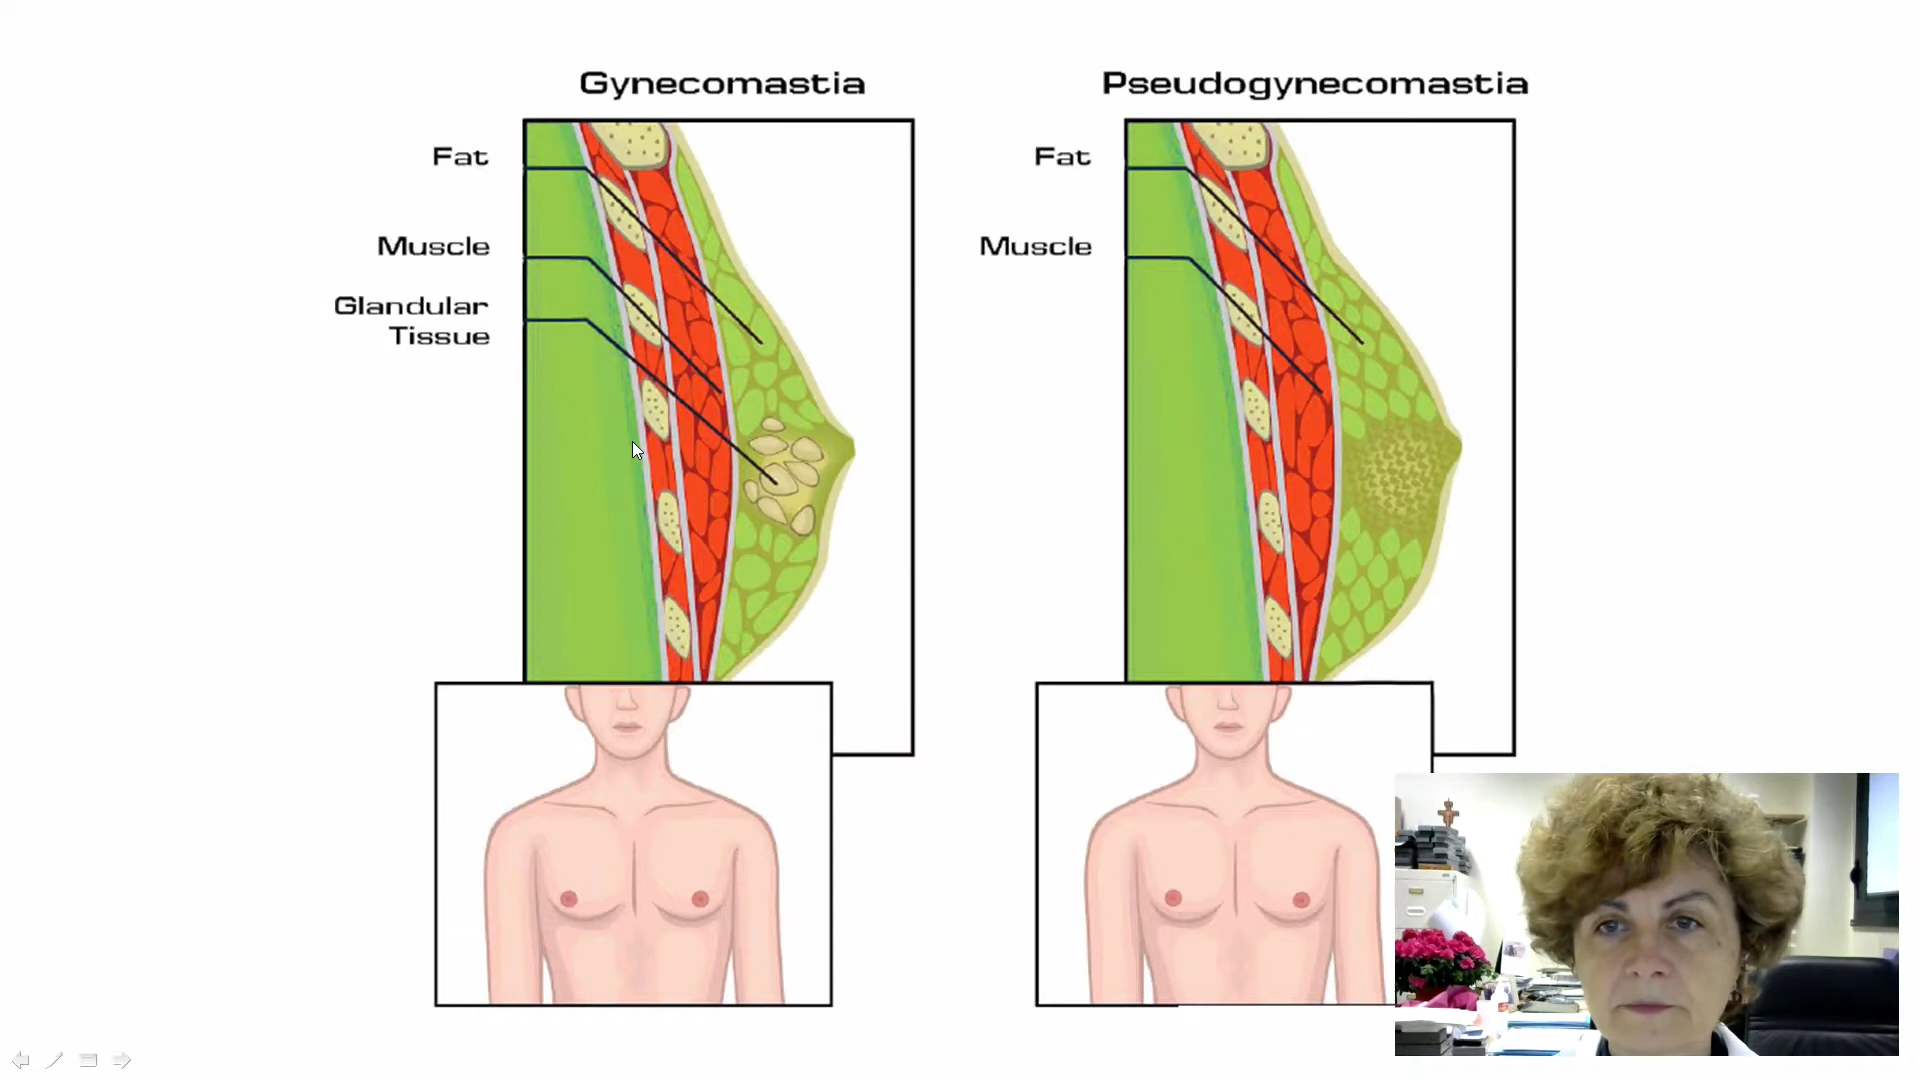 Gynecomastia
Fat
Muscle
Glandular
Tissue
Pseudogynecomastia
Fat
Muscle